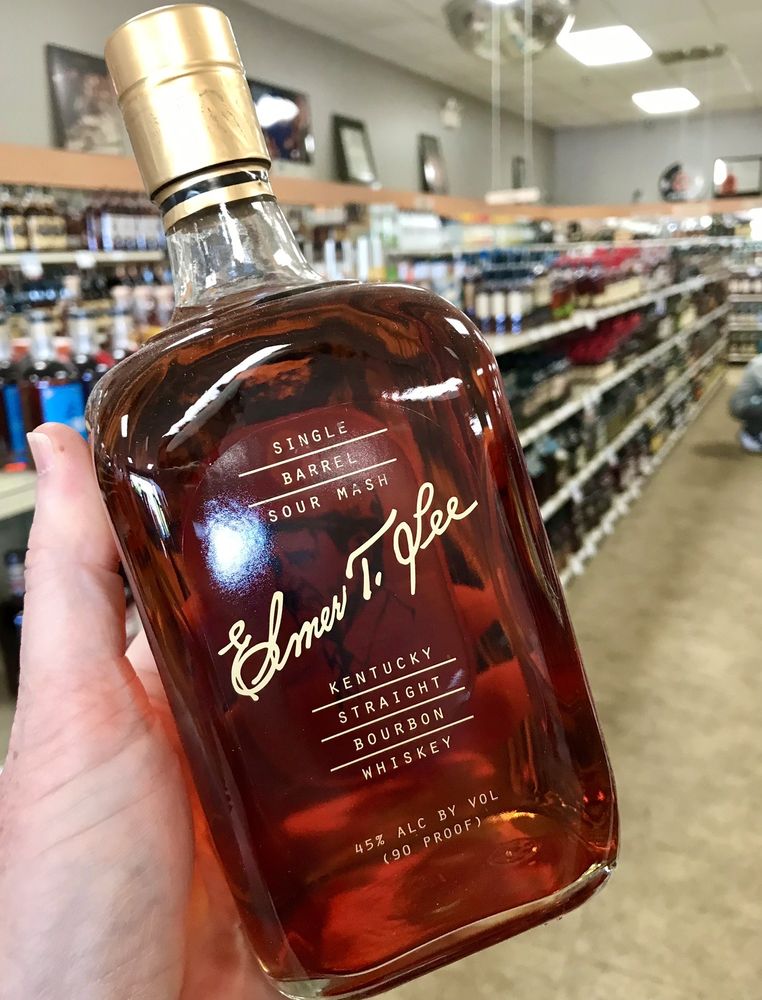 SINGLE
BARREL
SOUR MASH
Elmer T. Lee
KENTUCKY
STRAIGHT
BOURBON
WHISKEY
45% ALC BY VOL
(90 PROOF)